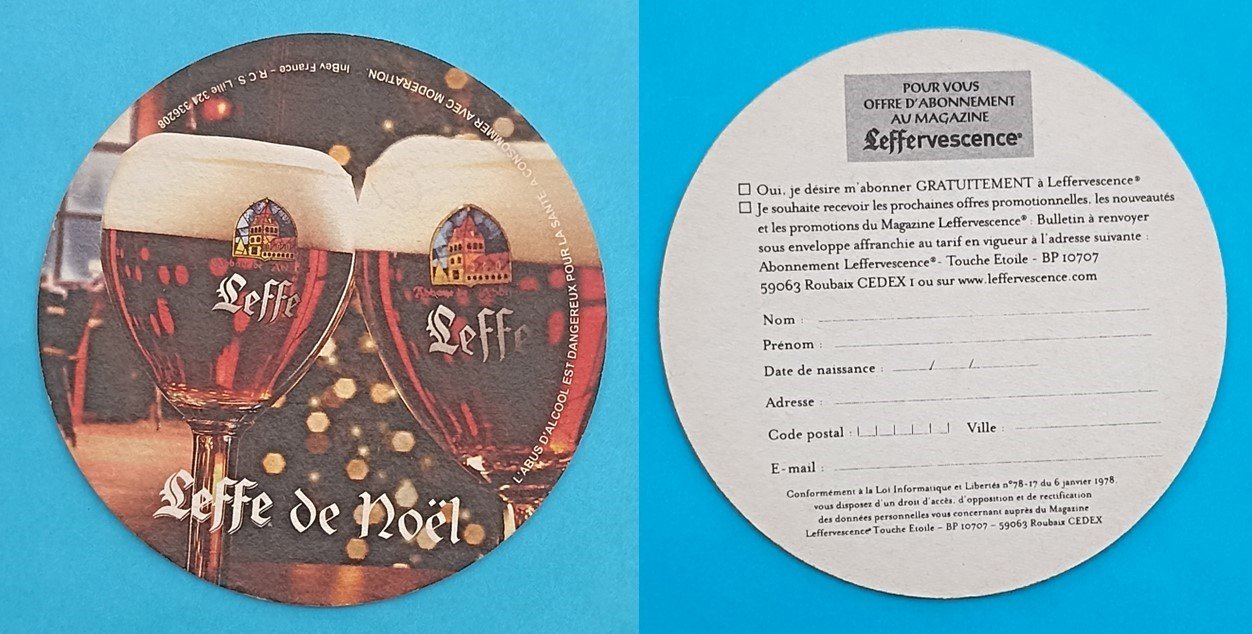 InBev France - R.C.S. Lille 324 336208
L'ABUS D'ALCOOL EST DANGEREUX POUR LA SANTÉ A CONSOMMER AVEC MODÉRATION.
Leffe
Leffe
Leffe de Noël
POUR VOUS
OFFRE D'ABONNEMENT
AU MAGAZINE
Leffervescence®
Oui, je désire m'abonner GRATUITEMENT à Leffervescence®
Je souhaite recevoir les prochaines offres promotionnelles, les nouveautés
et les promotions du Magazine Leffervescence®. Bulletin à renvoyer
sous enveloppe affranchie au tarif en vigueur à l'adresse suivante :
Abonnement Leffervescence®- Touche Etoile - BP 10707
59063 Roubaix CEDEX 1 ou sur www.leffervescence.com
Nom :
Prénom :
Date de naissance : / /
Adresse :
Code postal : Ville :
E-mail :
Conformément à la Loi Informatique et Libertés n°78-17 du 6 janvier 1978,
vous disposez d'un droit d'accès, d'opposition et de rectification
des données personnelles vous concernant auprès du Magazine
Leffervescence® Touche Etoile - BP 10707 - 59063 Roubaix CEDEX